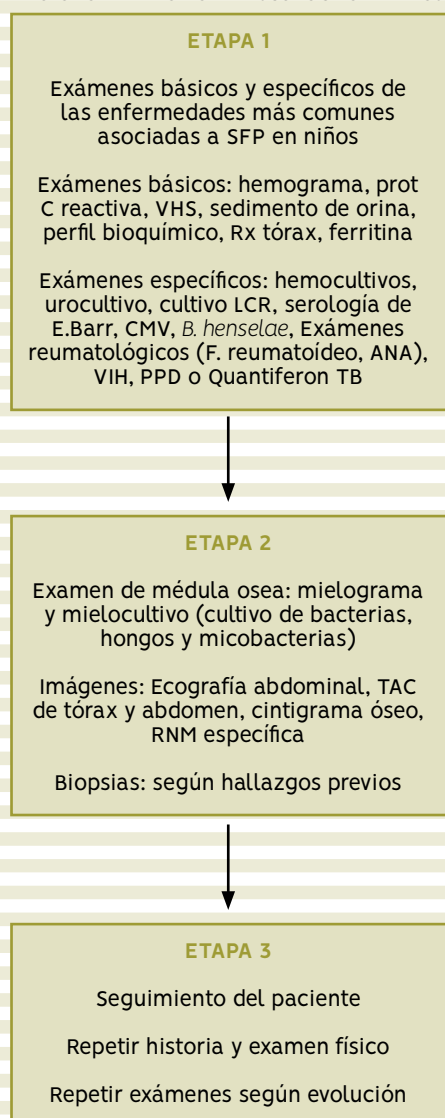 ETAPA 1
Exámenes básicos y específicos de
las enfermedades más comunes
asociadas a SFP en niños
Exámenes básicos: hemograma, prot
C reactiva, VHS, sedimento de orina,
perfil bioquímico, Rx tórax, ferritina
Exámenes específicos: hemocultivos,
urocultivo, cultivo LCR, serología de
E.Barr, CMV, B. henselae, Exámenes
reumatológicos (F. reumatoídeo, ANA),
VIH, PPD o Quantiferon TB
ETAPA 2
Examen de médula osea: mielograma
y mielocultivo (cultivo de bacterias,
hongos y micobacterias)
Imágenes: Ecografía abdominal, TAC
de tórax y abdomen, cintigrama óseo,
RNM específica
Biopsias: según hallazgos previos
ETAPA 3
Seguimiento del paciente
Repetir historia y examen físico
Repetir exámenes según evolución